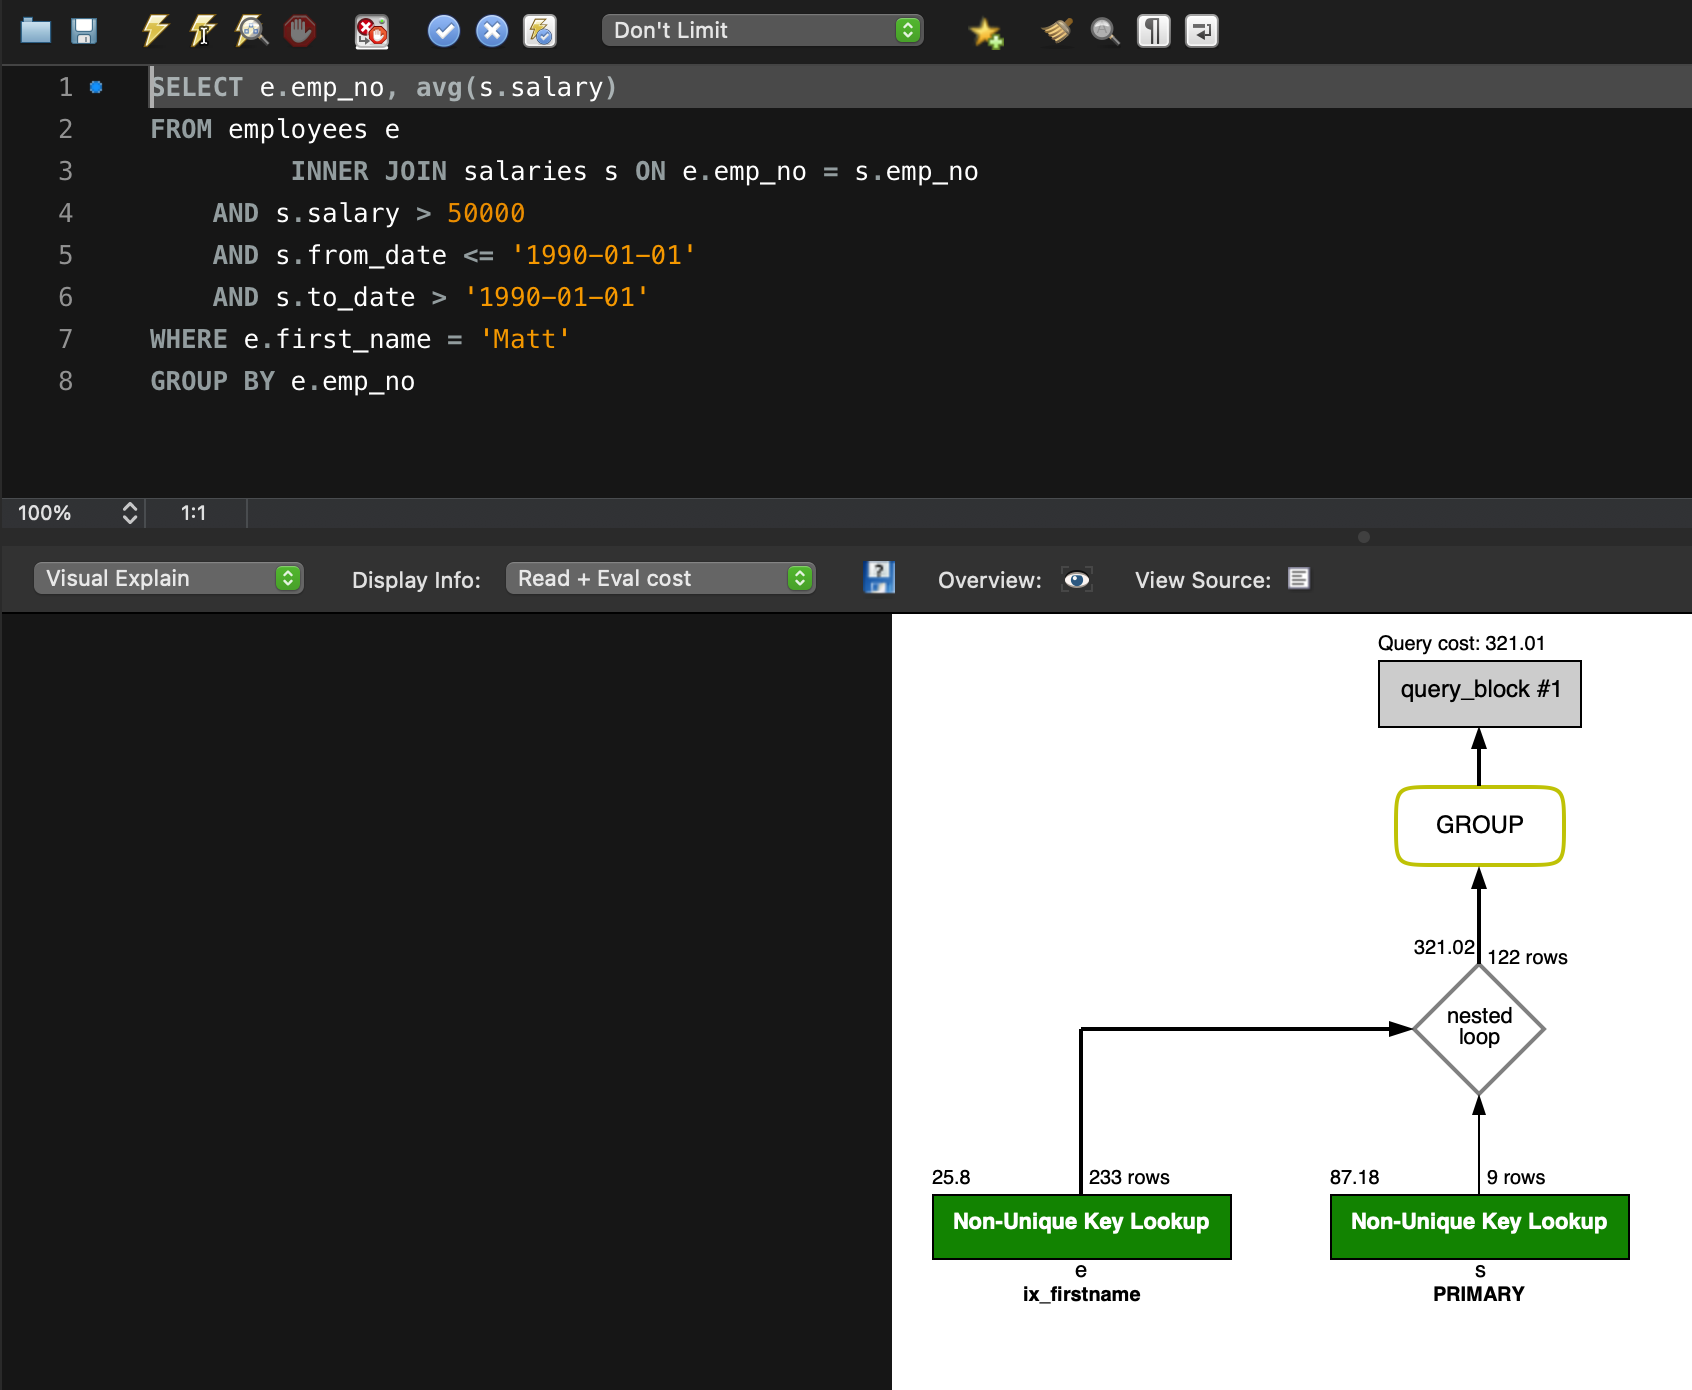 Don't Limit
1 SELECT e.emp_no, avg(s.salary)
2 FROM employees e
3 INNER JOIN salaries s ON e.emp_no = s.emp_no
4 AND s.salary > 50000
5 AND s.from_date <= '1990-01-01'
6 AND s.to_date > '1990-01-01'
7 WHERE e.first_name = 'Matt'
8 GROUP BY e.emp_no
100% 1:1
Visual Explain Display Info: Read + Eval cost Overview: View Source:
Query cost: 321.01
query_block #1
GROUP
321.02 122 rows
nested
loop
25.8 233 rows 87.18 9 rows
Non-Unique Key Lookup Non-Unique Key Lookup
e s
ix_firstname PRIMARY